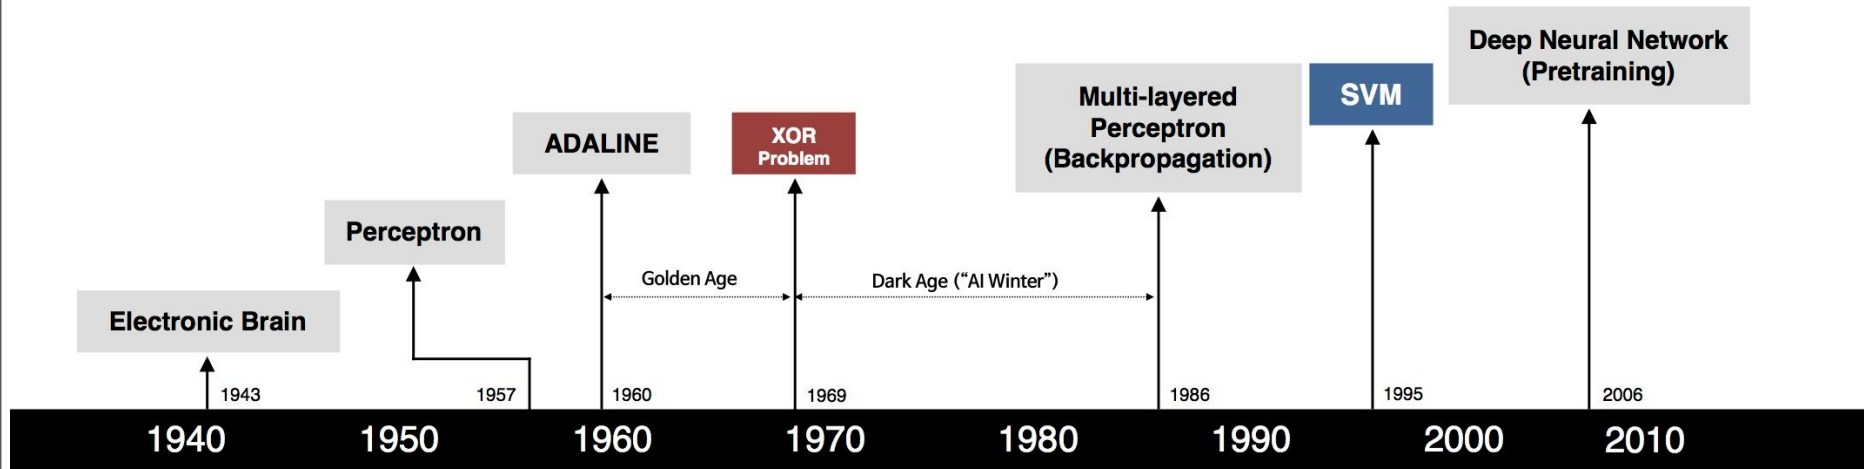 Deep Neural Network
(Pretraining)
Multi-layered
Perceptron
(Backpropagation)
SVM
ADALINE
XOR
Problem
Perceptron
Golden Age
Dark Age (“AI Winter”)
Electronic Brain
1943
1957
1960
1969
1986
1995
2006
1940 1950 1960 1970 1980 1990 2000 2010